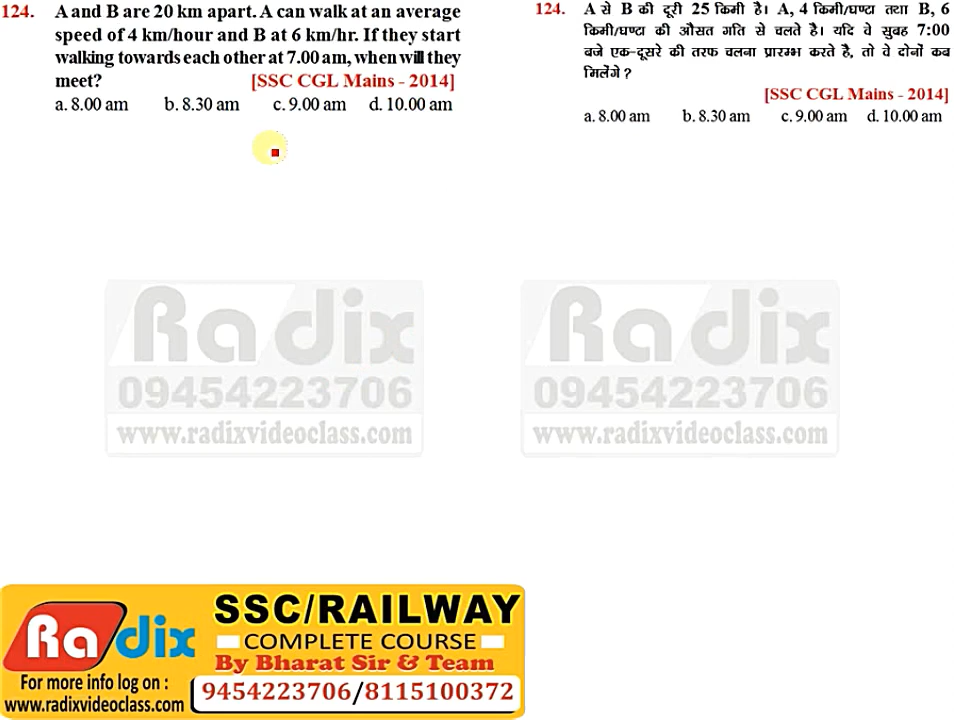 124. A and B are 20 km apart. A can walk at an average
speed of 4 km/hour and B at 6 km/hr. If they start
walking towards each other at 7.00 am, when will they
meet? [SSC CGL Mains - 2014]
a. 8.00 am b. 8.30 am c. 9.00 am d. 10.00 am
124. A से B की दूरी 25 किमी है। A, 4 किमी/घण्टा तथा B, 6
किमी/घण्टा की औसत गति से चलते है। यदि वे सुबह 7:00
बजे एक-दूसरे की तरफ चलना प्रारम्भ करते है, तो वे दोनों कब
मिलेंगे ?
[SSC CGL Mains - 2014]
a. 8.00 am b. 8.30 am c. 9.00 am d. 10.00 am
Radix
09454223706
www.radixvideoclass.com
Radix
09454223706
www.radixvideoclass.com
Radix
For more info log on :
www.radixvideoclass.com
SSC/RAILWAY
COMPLETE COURSE
By Bharat Sir & Team
9454223706/8115100372